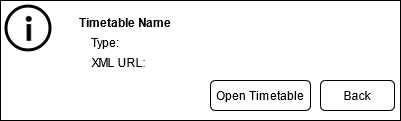 Timetable Name
Type:
XML URL:
Open Timetable
Back